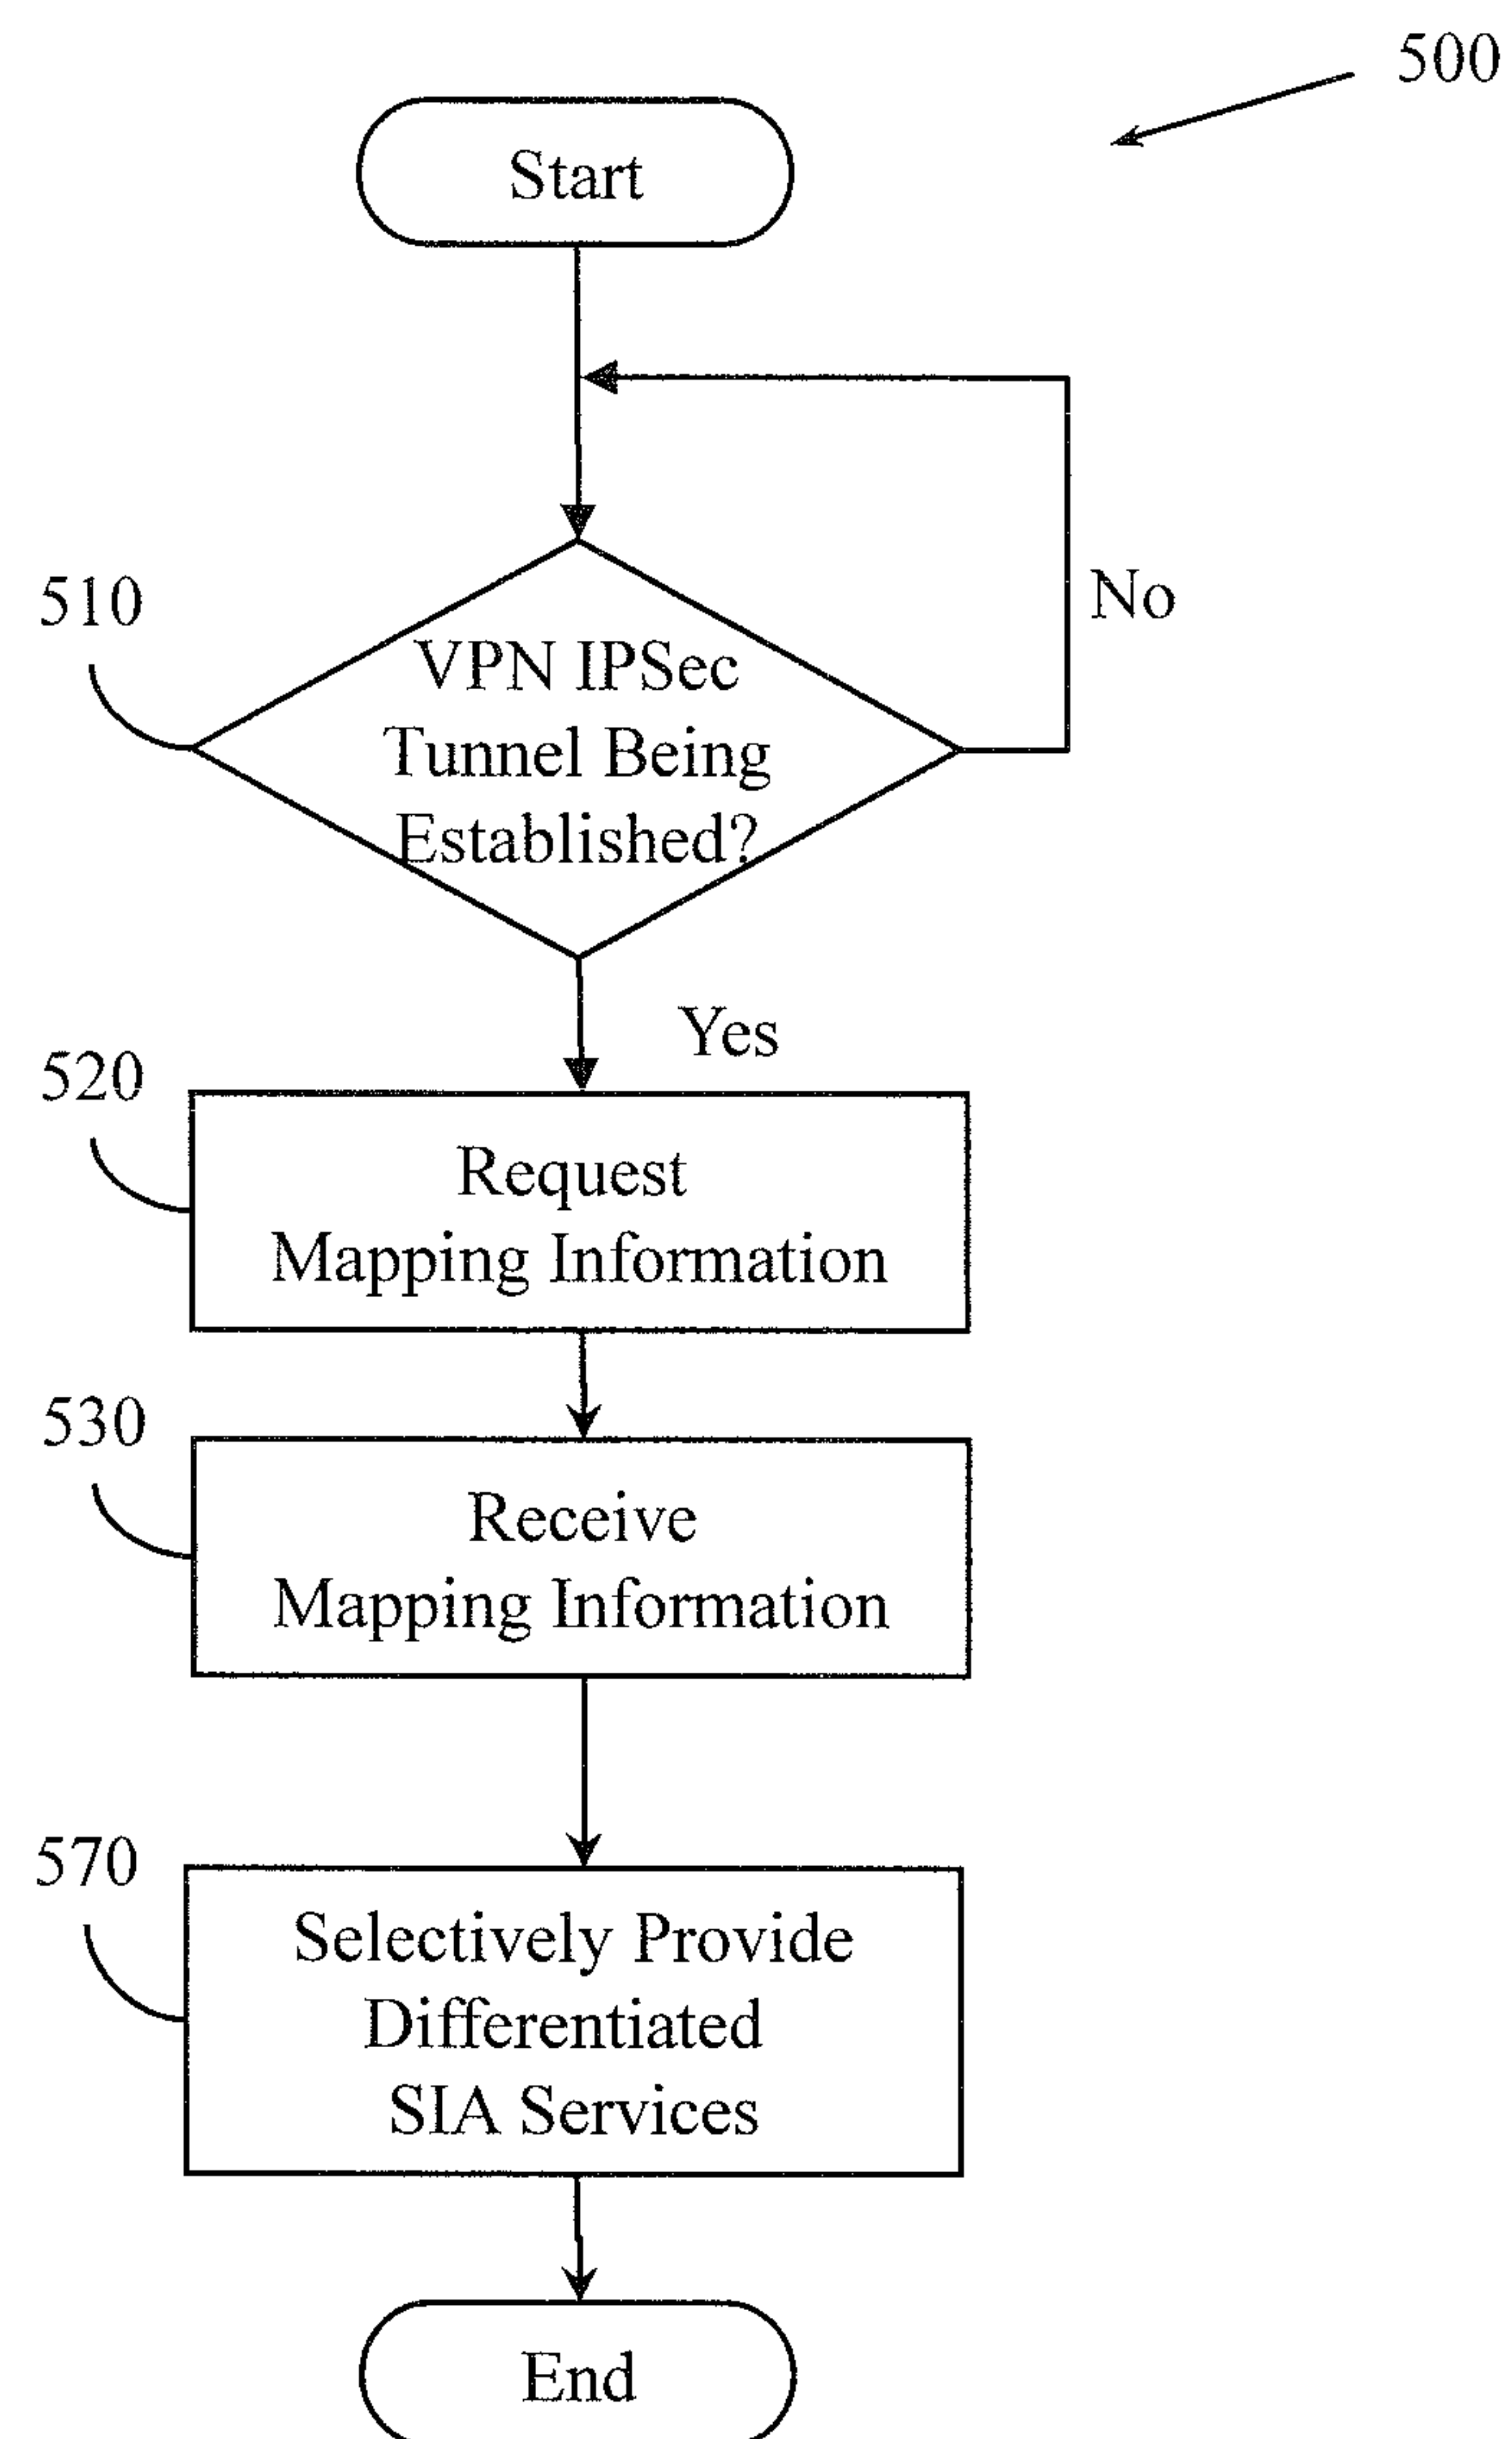 500
Start
510
VPN IPSec
Tunnel Being
Established?
No
Yes
520
Request
Mapping Information
530
Receive
Mapping Information
570
Selectively Provide
Differentiated
SIA Services
End